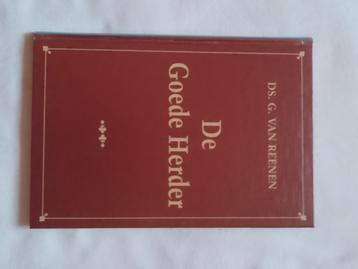 DS. G. VAN REENEN
De
Goede Herder